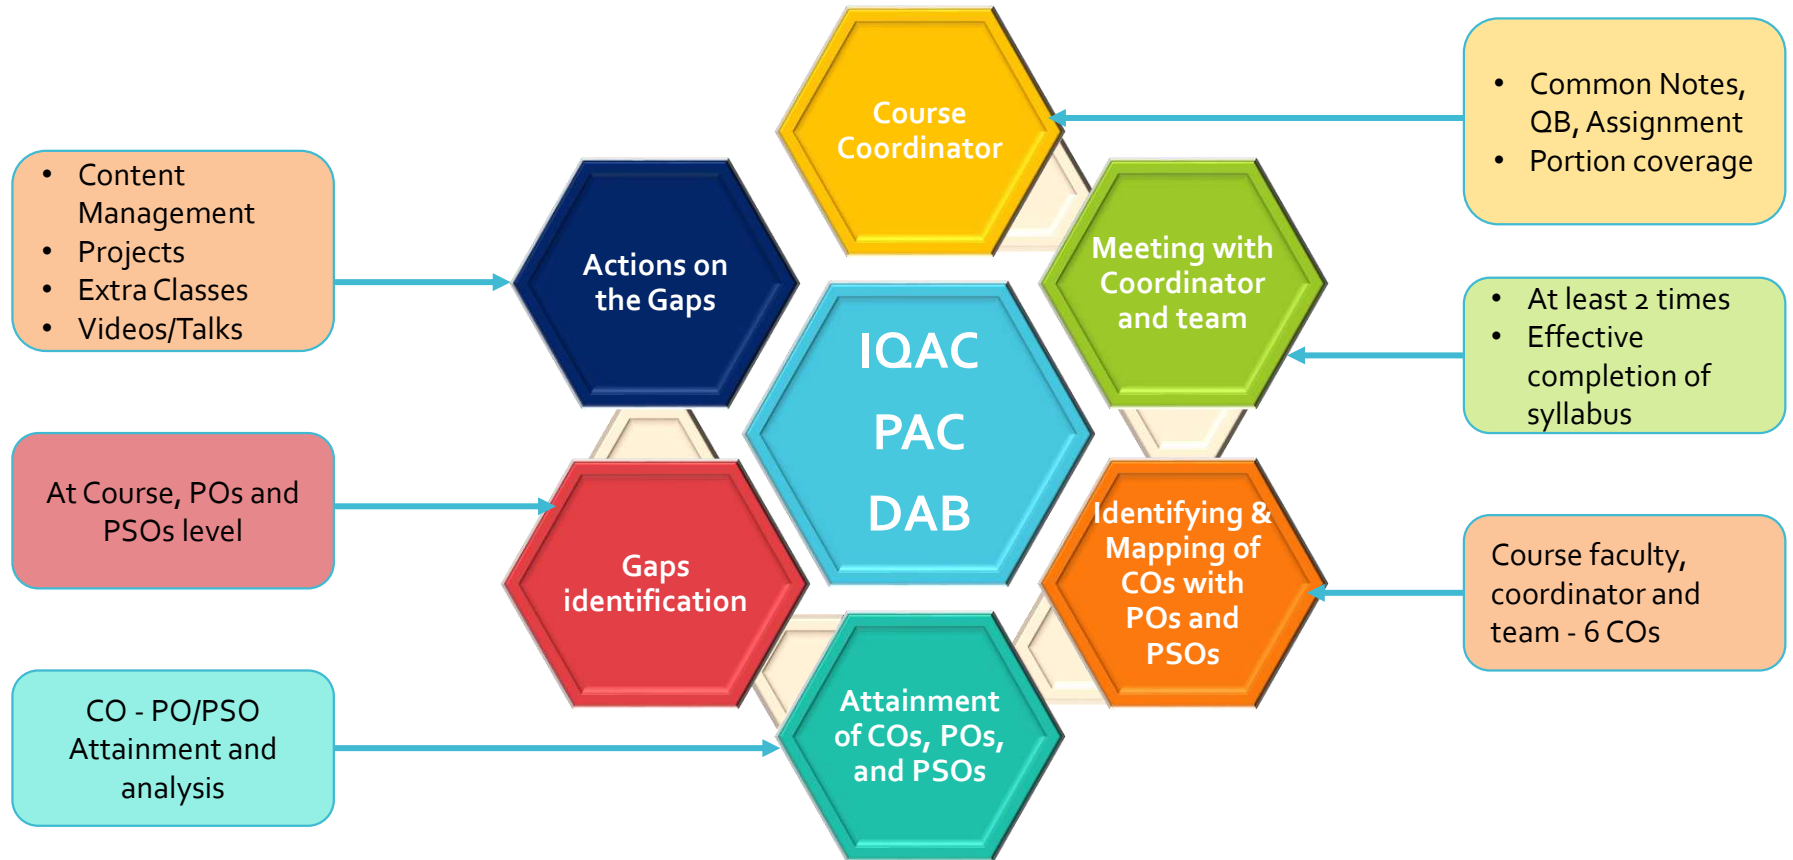 Course
Coordinator
• Common Notes,
QB, Assignment
• Portion coverage
• Content
Management
• Projects
• Extra Classes
• Videos/Talks
Actions on
the Gaps
Meeting with
Coordinator
and team
• At least 2 times
• Effective
completion of
syllabus
IQAC
PAC
DAB
At Course, POs and
PSOs level
Gaps
identification
Identifying &
Mapping of
COs with
POs and
PSOs
Course faculty,
coordinator and
team - 6 COs
CO - PO/PSO
Attainment and
analysis
Attainment
of COs, POs,
and PSOs